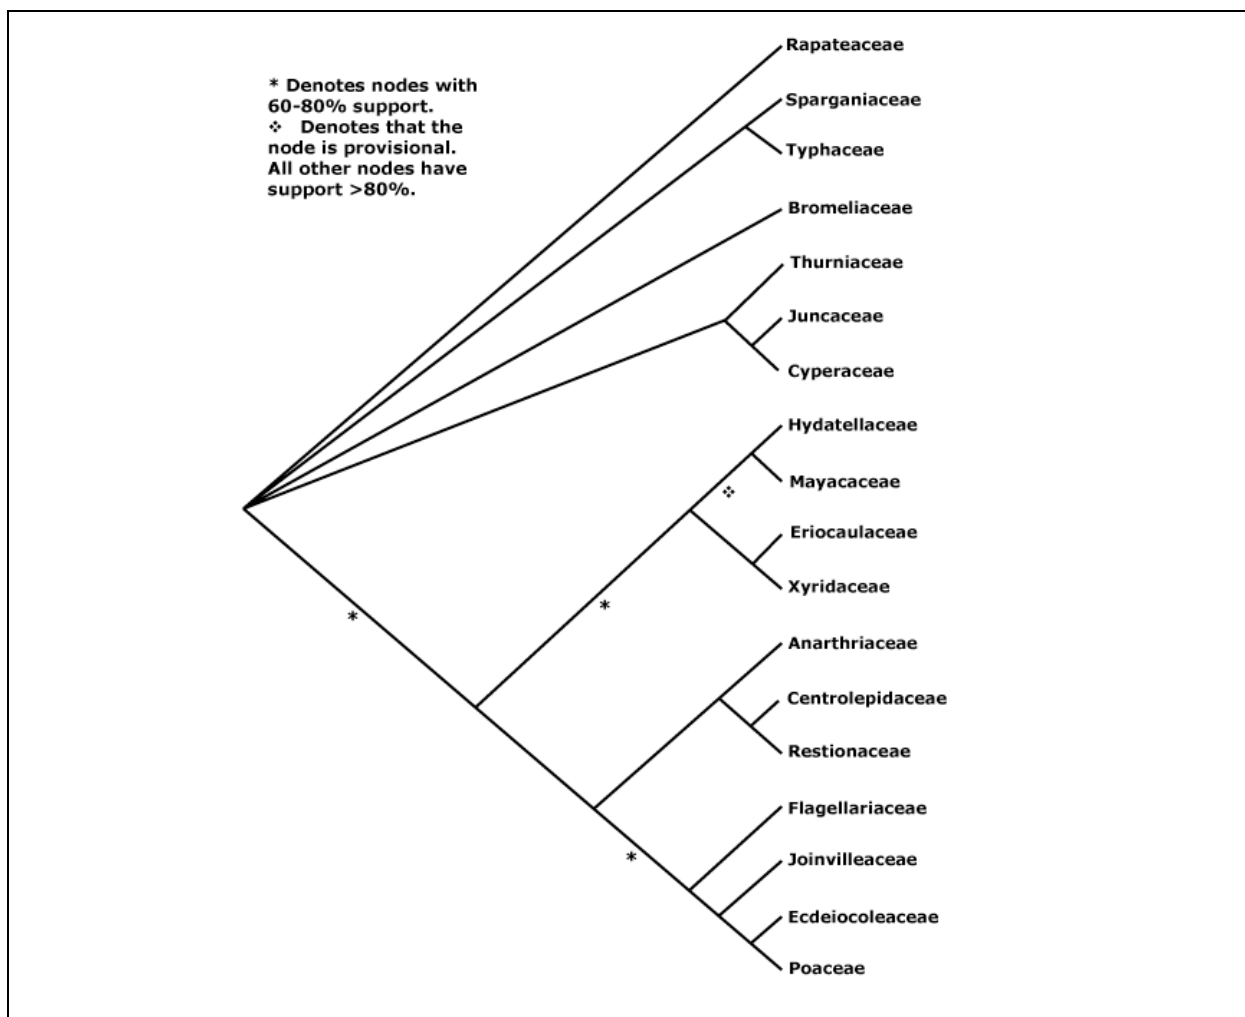 * Denotes nodes with
60-80% support.
❖ Denotes that the
node is provisional.
All other nodes have
support >80%.
Rapateaceae
Sparganiaceae
Typhaceae
Bromeliaceae
Thurniaceae
Juncaceae
Cyperaceae
Hydatellaceae
Mayacaceae
❖
Eriocaulaceae
Xyridaceae
*
*
Anarthriaceae
Centrolepidaceae
Restionaceae
Flagellariaceae
*
Joinvilleaceae
Ecdeiocoleaceae
Poaceae